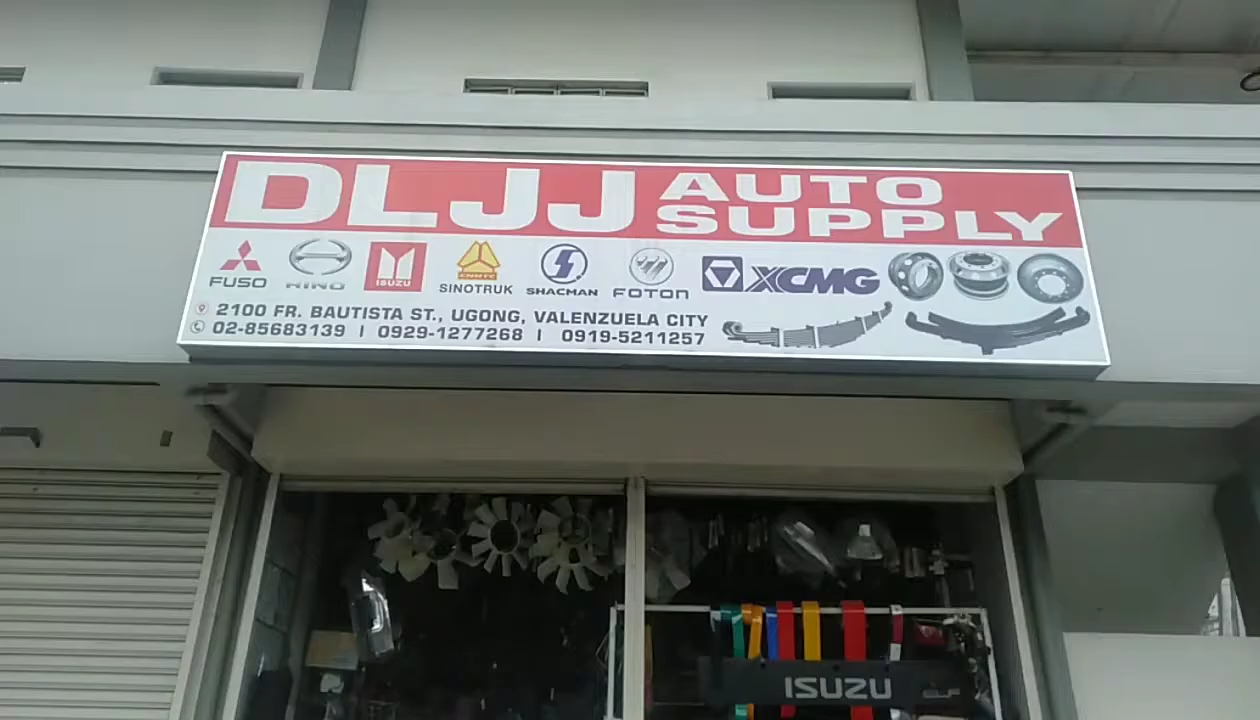 DLJJ AUTO SUPPLY
FUSO HINO ISUZU CNHTC SINOTRUK SHACMAN FOTON XCMG
2100 FR. BAUTISTA ST., UGONG, VALENZUELA CITY
02-85683139 | 0929-1277268 | 0919-5211257
ISUZU